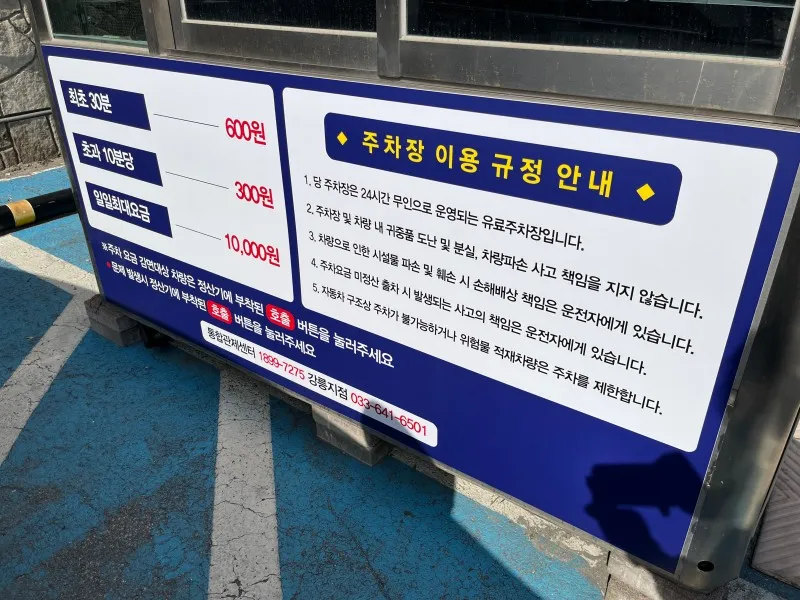 최초 30분
600원
초과 10분당
300원
일일최대요금
10,000원
※주차 요금 감면대상 차량은 정산기에 부착된 호출 버튼을 눌러주세요
*문제 발생시 정산기에 부착된 호출 버튼을 눌러주세요
통합관제센터 1899-7275 강릉지점 033-641-6501
◆ 주차장 이용 규정 안내 ◆
1. 당 주차장은 24시간 무인으로 운영되는 유료주차장입니다.
2. 주차장 및 차량 내 귀중품 도난 및 분실, 차량파손 사고 책임을 지지 않습니다.
3. 차량으로 인한 시설물 파손 및 훼손 시 손해배상 책임은 운전자에게 있습니다.
4. 주차요금 미정산 출차 시 발생되는 사고의 책임은 운전자에게 있습니다.
5. 자동차 구조상 주차가 불가능하거나 위험물 적재차량은 주차를 제한합니다.